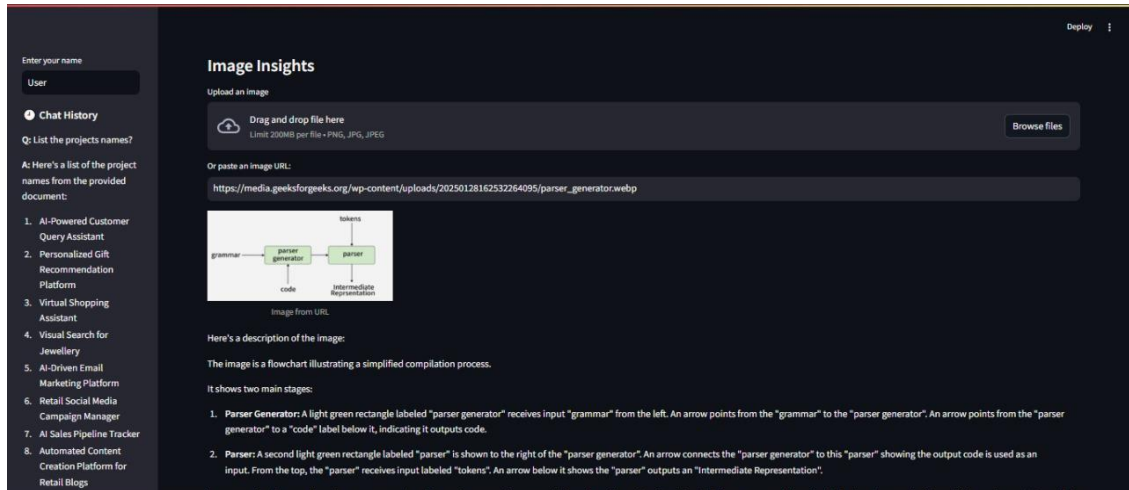 Deploy
Enter your name
User
Chat History
Q: List the projects names?
A: Here's a list of the project
names from the provided
document:
1. AI-Powered Customer
Query Assistant
2. Personalized Gift
Recommendation
Platform
3. Virtual Shopping
Assistant
4. Visual Search for
Jewellery
5. AI-Driven Email
Marketing Platform
6. Retail Social Media
Campaign Manager
7. AI Sales Pipeline Tracker
8. Automated Content
Creation Platform for
Retail Blogs
Image Insights
Upload an image
Drag and drop file here
Limit 200MB per file • PNG, JPG, JPEG
Browse files
Or paste an image URL:
https://media.geeksforgeeks.org/wp-content/uploads/20250128162532264095/parser_generator.webp
tokens
grammar
parser
generator
parser
code
Intermediate
Reprsentation
Image from URL
Here's a description of the image:
The image is a flowchart illustrating a simplified compilation process.
It shows two main stages:
1. Parser Generator: A light green rectangle labeled "parser generator" receives input "grammar" from the left. An arrow points from the "grammar" to the "parser generator". An arrow points from the "parser
generator" to a "code" label below it, indicating it outputs code.
2. Parser: A second light green rectangle labeled "parser" is shown to the right of the "parser generator". An arrow connects the "parser generator" to this "parser" showing the output code is used as an
input. From the top, the "parser" receives input labeled "tokens". An arrow below it shows the "parser" outputs an "Intermediate Representation".